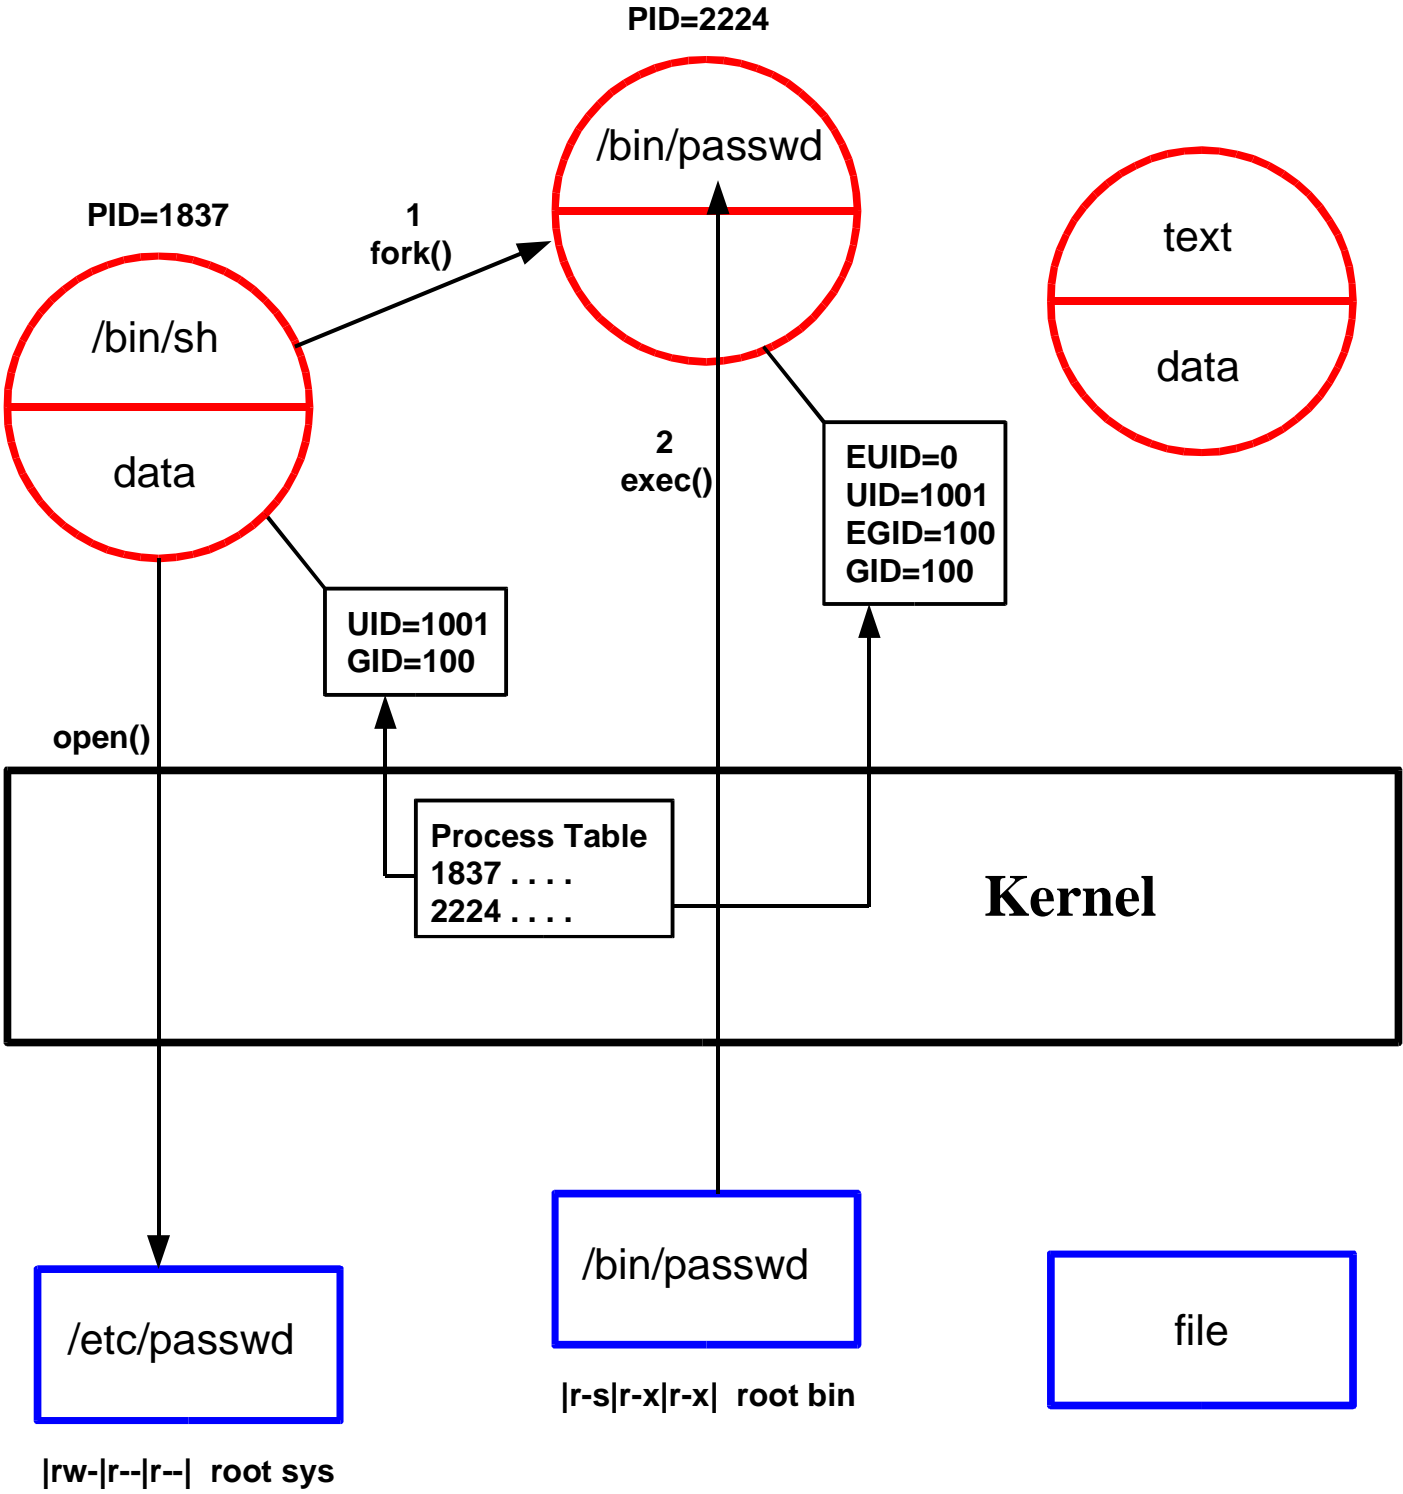 PID=2224
/bin/passwd
PID=1837
1
fork()
/bin/sh
data
text
data
2
exec()
EUID=0
UID=1001
EGID=100
GID=100
UID=1001
GID=100
open()
Process Table
1837 . . . .
2224 . . . .
Kernel
/bin/passwd
|r-s|r-x|r-x| root bin
/etc/passwd
|rw-|r--|r--| root sys
file